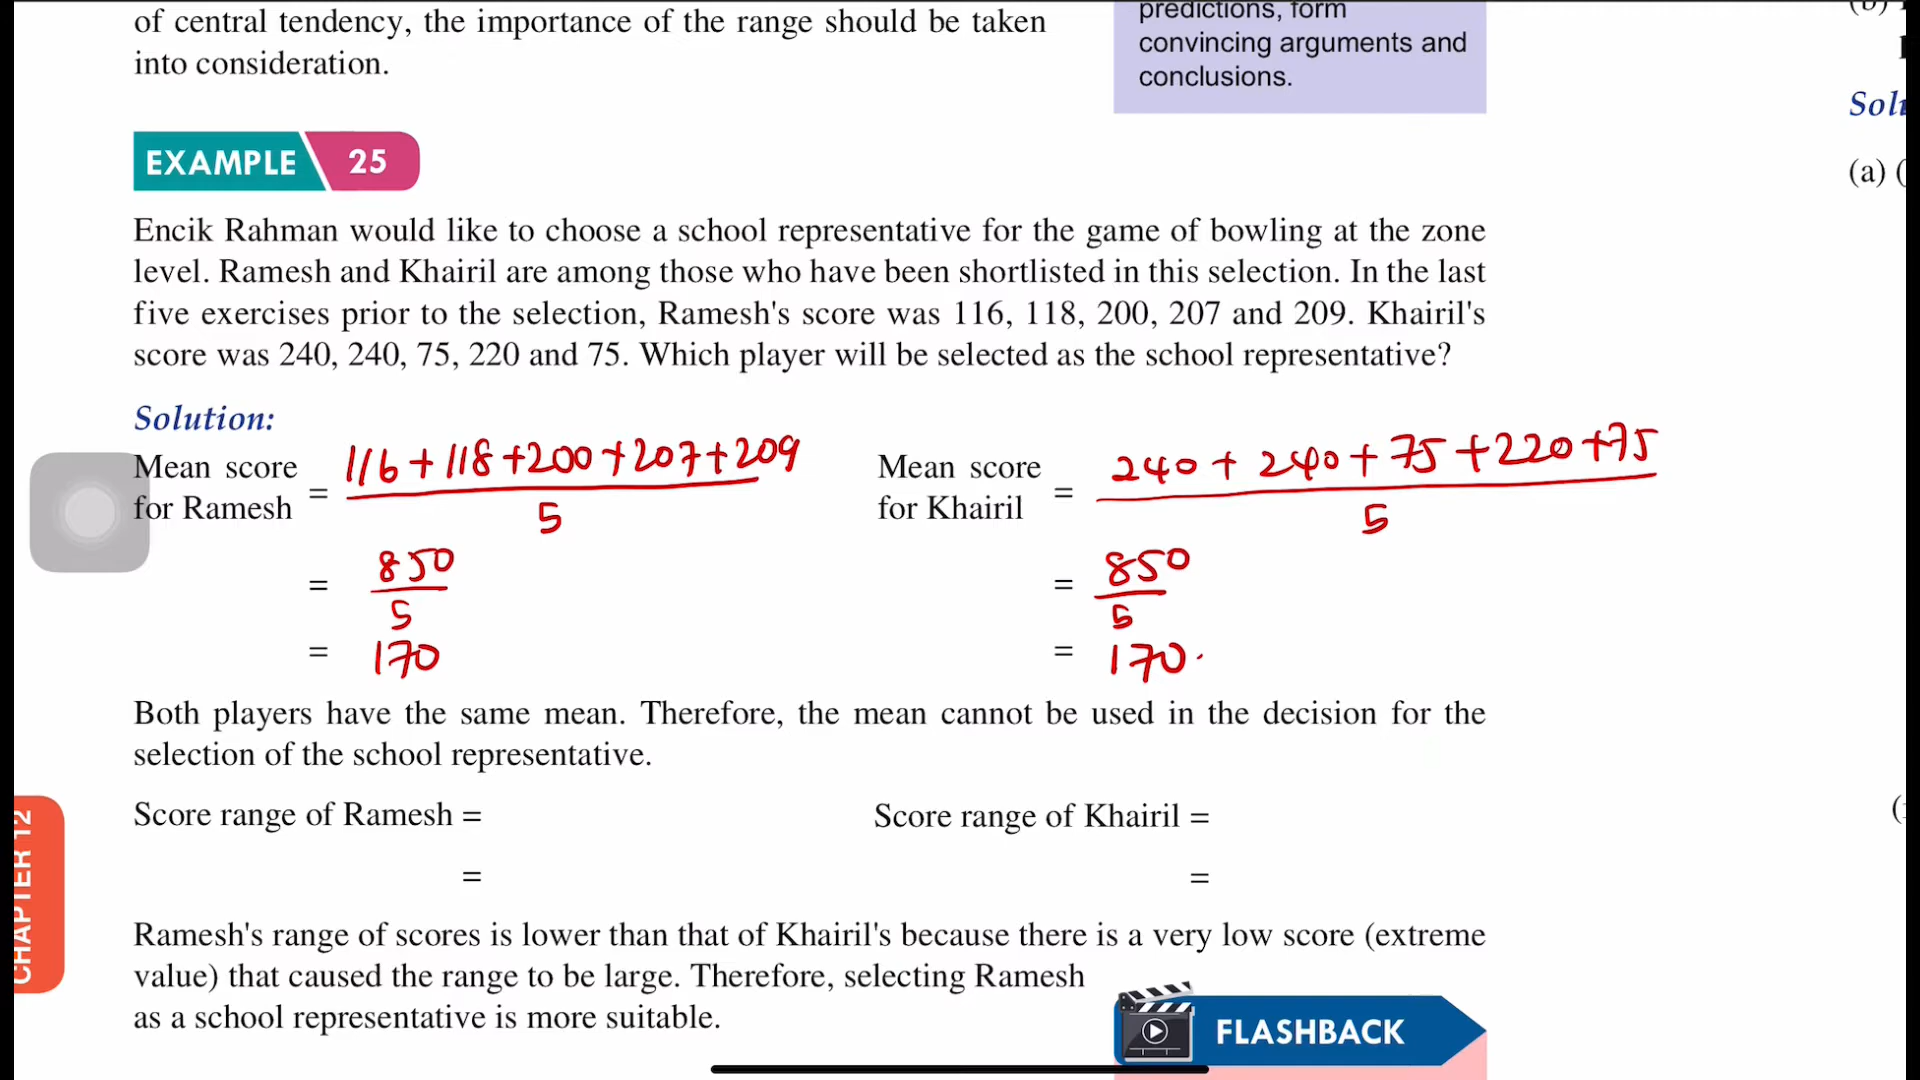 of central tendency, the importance of the range should be taken
into consideration.
predictions, form
convincing arguments and
conclusions.
EXAMPLE 25
Encik Rahman would like to choose a school representative for the game of bowling at the zone
level. Ramesh and Khairil are among those who have been shortlisted in this selection. In the last
five exercises prior to the selection, Ramesh's score was 116, 118, 200, 207 and 209. Khairil's
score was 240, 240, 75, 220 and 75. Which player will be selected as the school representative?
Solution:
Mean score
for Ramesh
= 116+118+200+207+209
5
= 850
5
= 170
Mean score
for Khairil
= 240 + 240 + 75 + 220 + 75
5
= 850
5
= 170.
Both players have the same mean. Therefore, the mean cannot be used in the decision for the
selection of the school representative.
Score range of Ramesh =
=
Score range of Khairil =
=
Ramesh's range of scores is lower than that of Khairil's because there is a very low score (extreme
value) that caused the range to be large. Therefore, selecting Ramesh
as a school representative is more suitable.
FLASHBACK
CHAPTER 12
(a) (